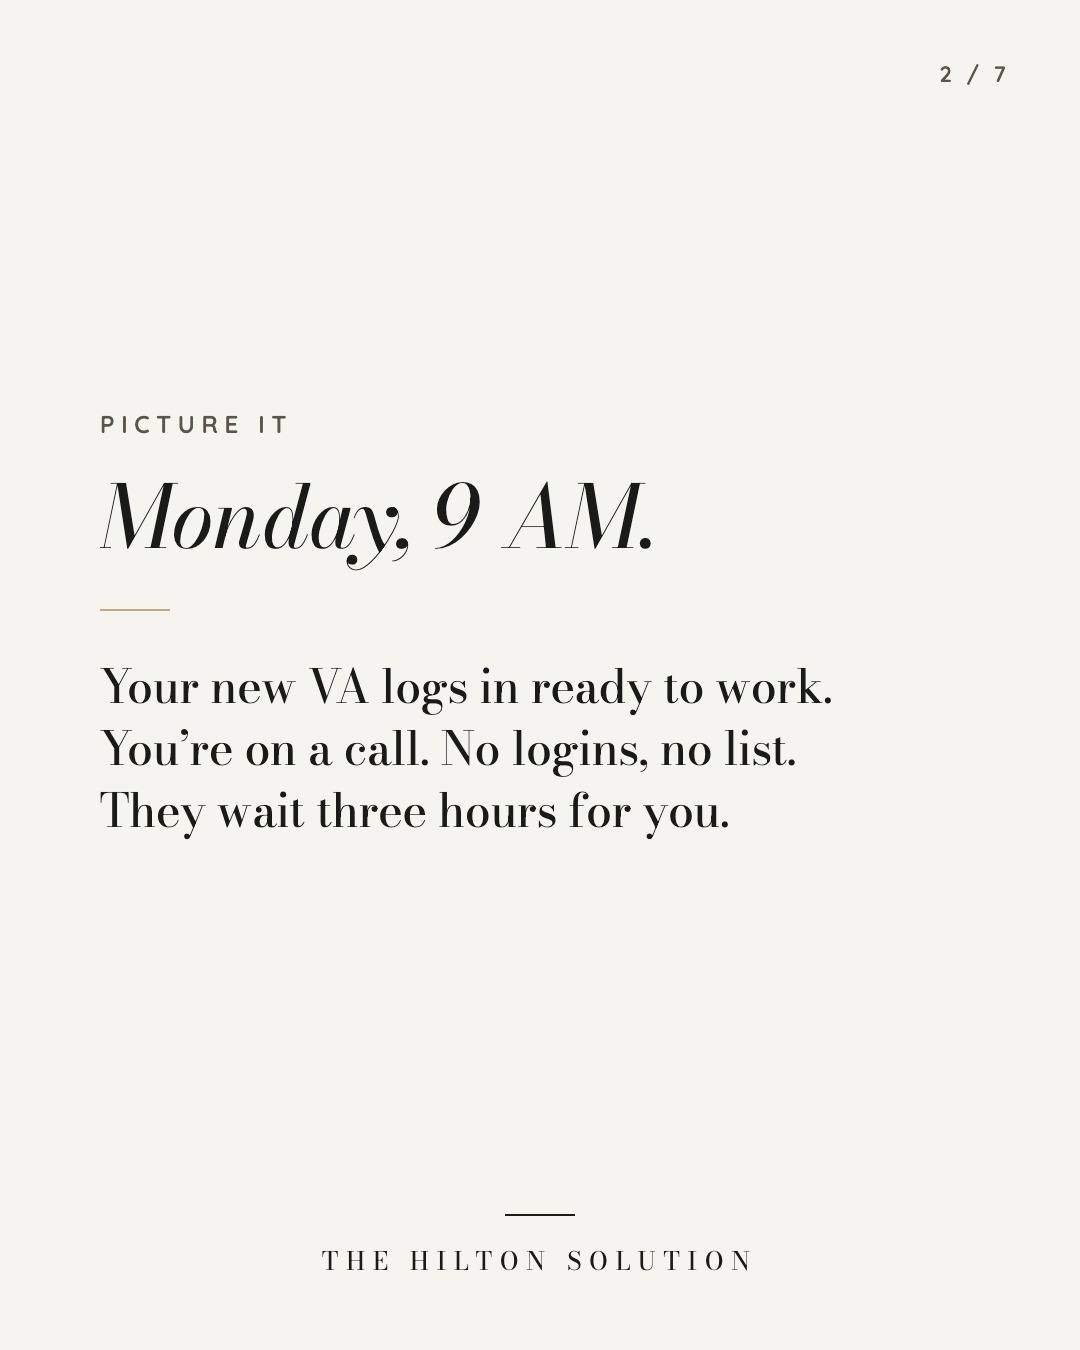 2 / 7
PICTURE IT
Monday, 9 AM.
Your new VA logs in ready to work.
You’re on a call. No logins, no list.
They wait three hours for you.
THE HILTON SOLUTION